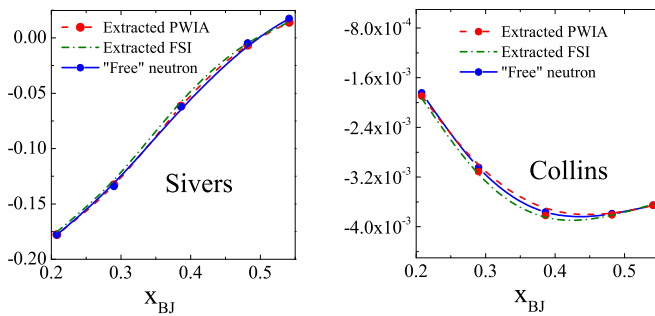 0.00
-0.05
-0.10
-0.15
-0.20
0.2 0.3 0.4 0.5
x_BJ
Extracted PWIA
Extracted FSI
"Free" neutron
Sivers
-8.0x10⁻⁴
-1.6x10⁻³
-2.4x10⁻³
-3.2x10⁻³
-4.0x10⁻³
0.2 0.3 0.4 0.5
x_BJ
Extracted PWIA
Extracted FSI
"Free" neutron
Collins